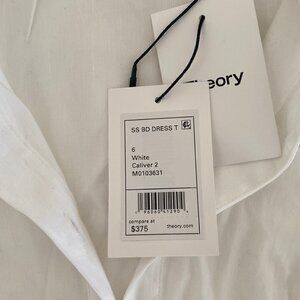 Theory
SS BD DRESS T
6
White
Caliver 2
M0103631
compare at
$375
theory.com